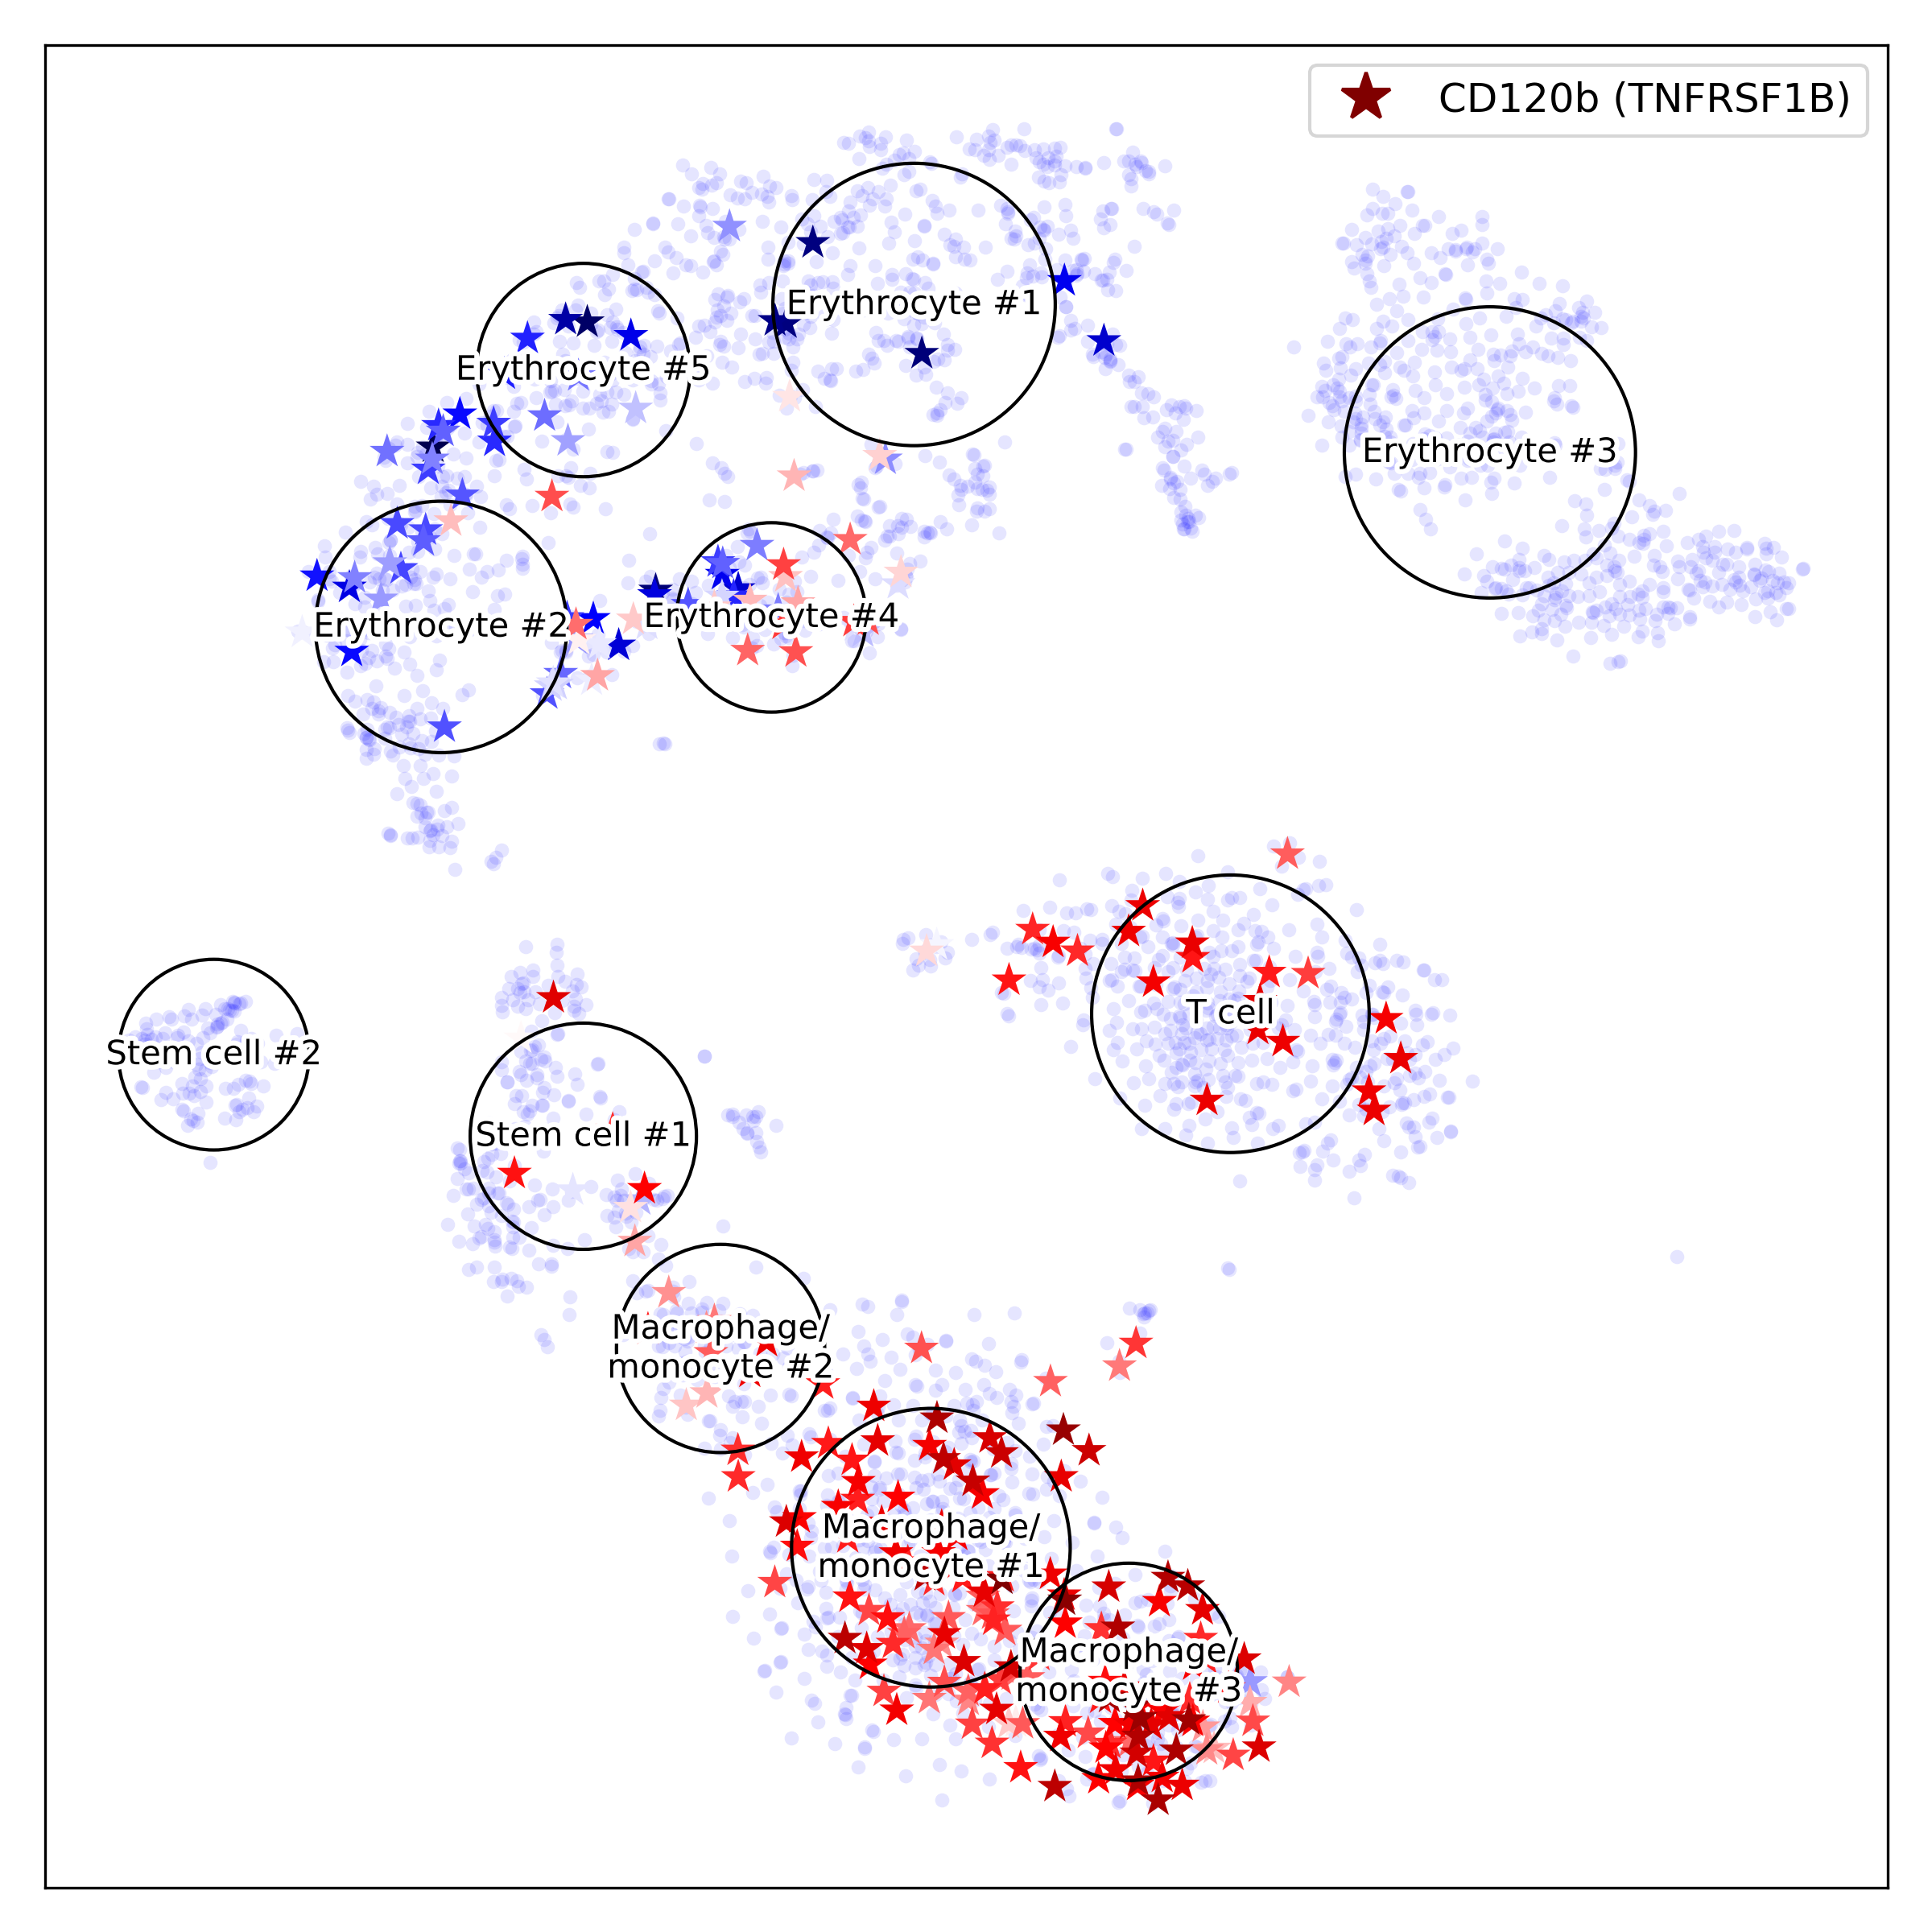 CD120b (TNFRSF1B)
Erythrocyte #1
Erythrocyte #5
Erythrocyte #3
Erythrocyte #4
Erythrocyte #2
T cell
Stem cell #2
Stem cell #1
Macrophage/
monocyte #2
Macrophage/
monocyte #1
Macrophage/
monocyte #3